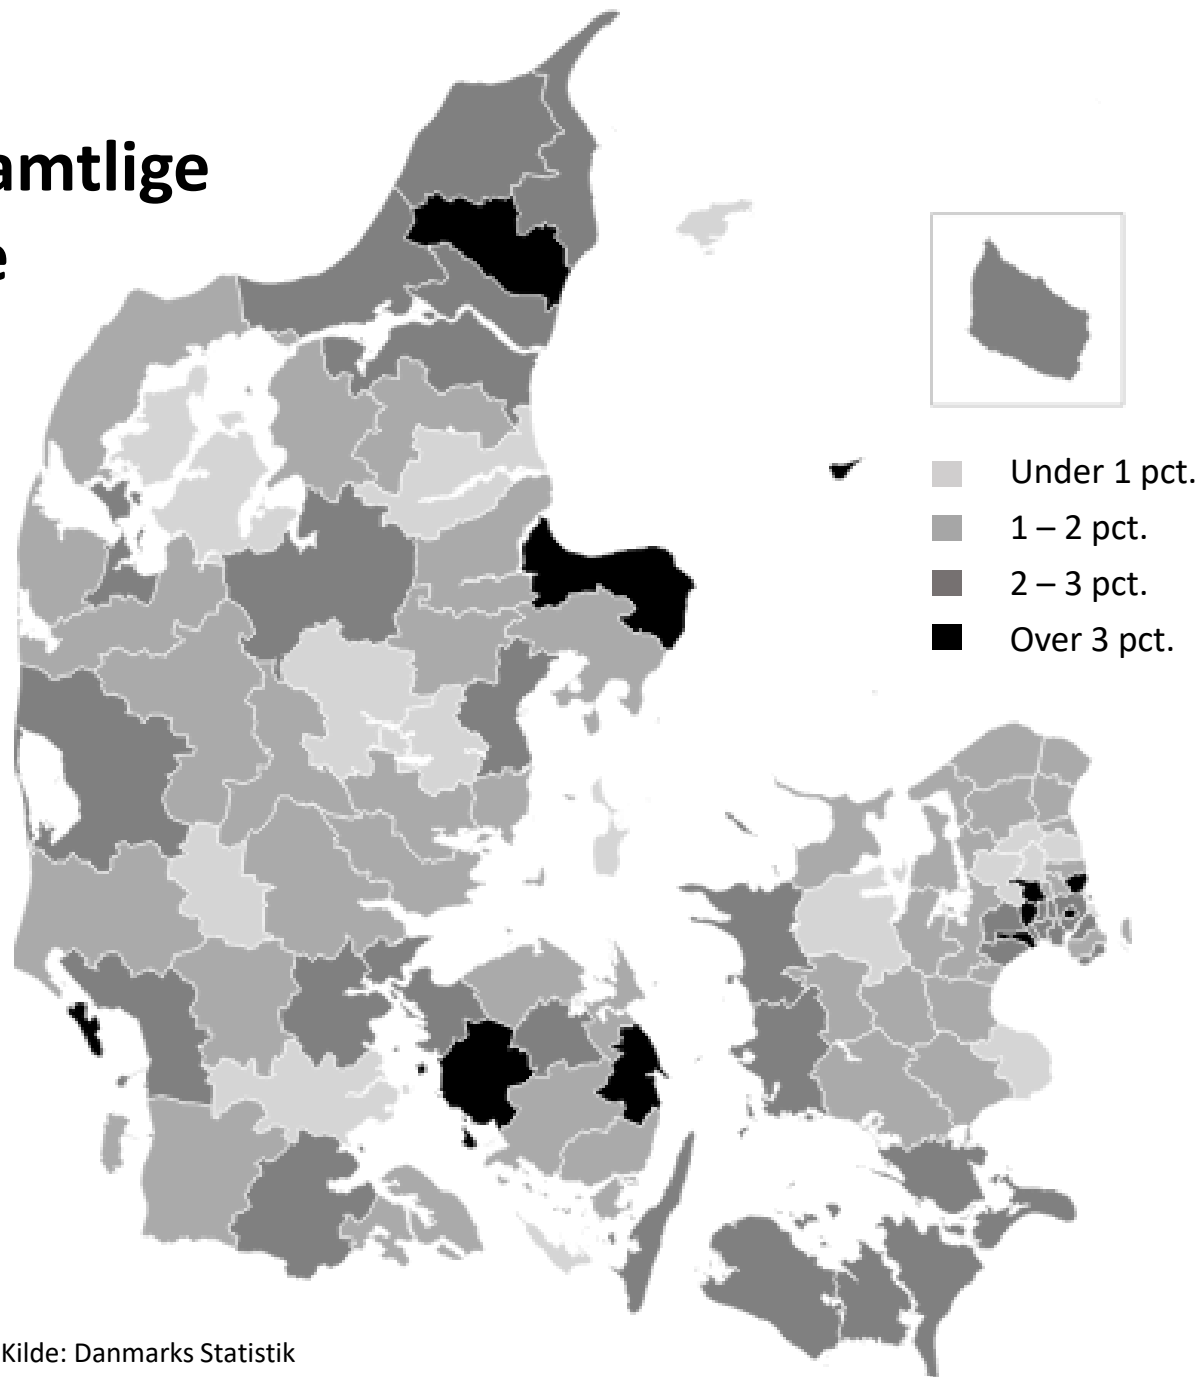 amtlige
e
Under 1 pct.
1 – 2 pct.
2 – 3 pct.
Over 3 pct.
Kilde: Danmarks Statistik